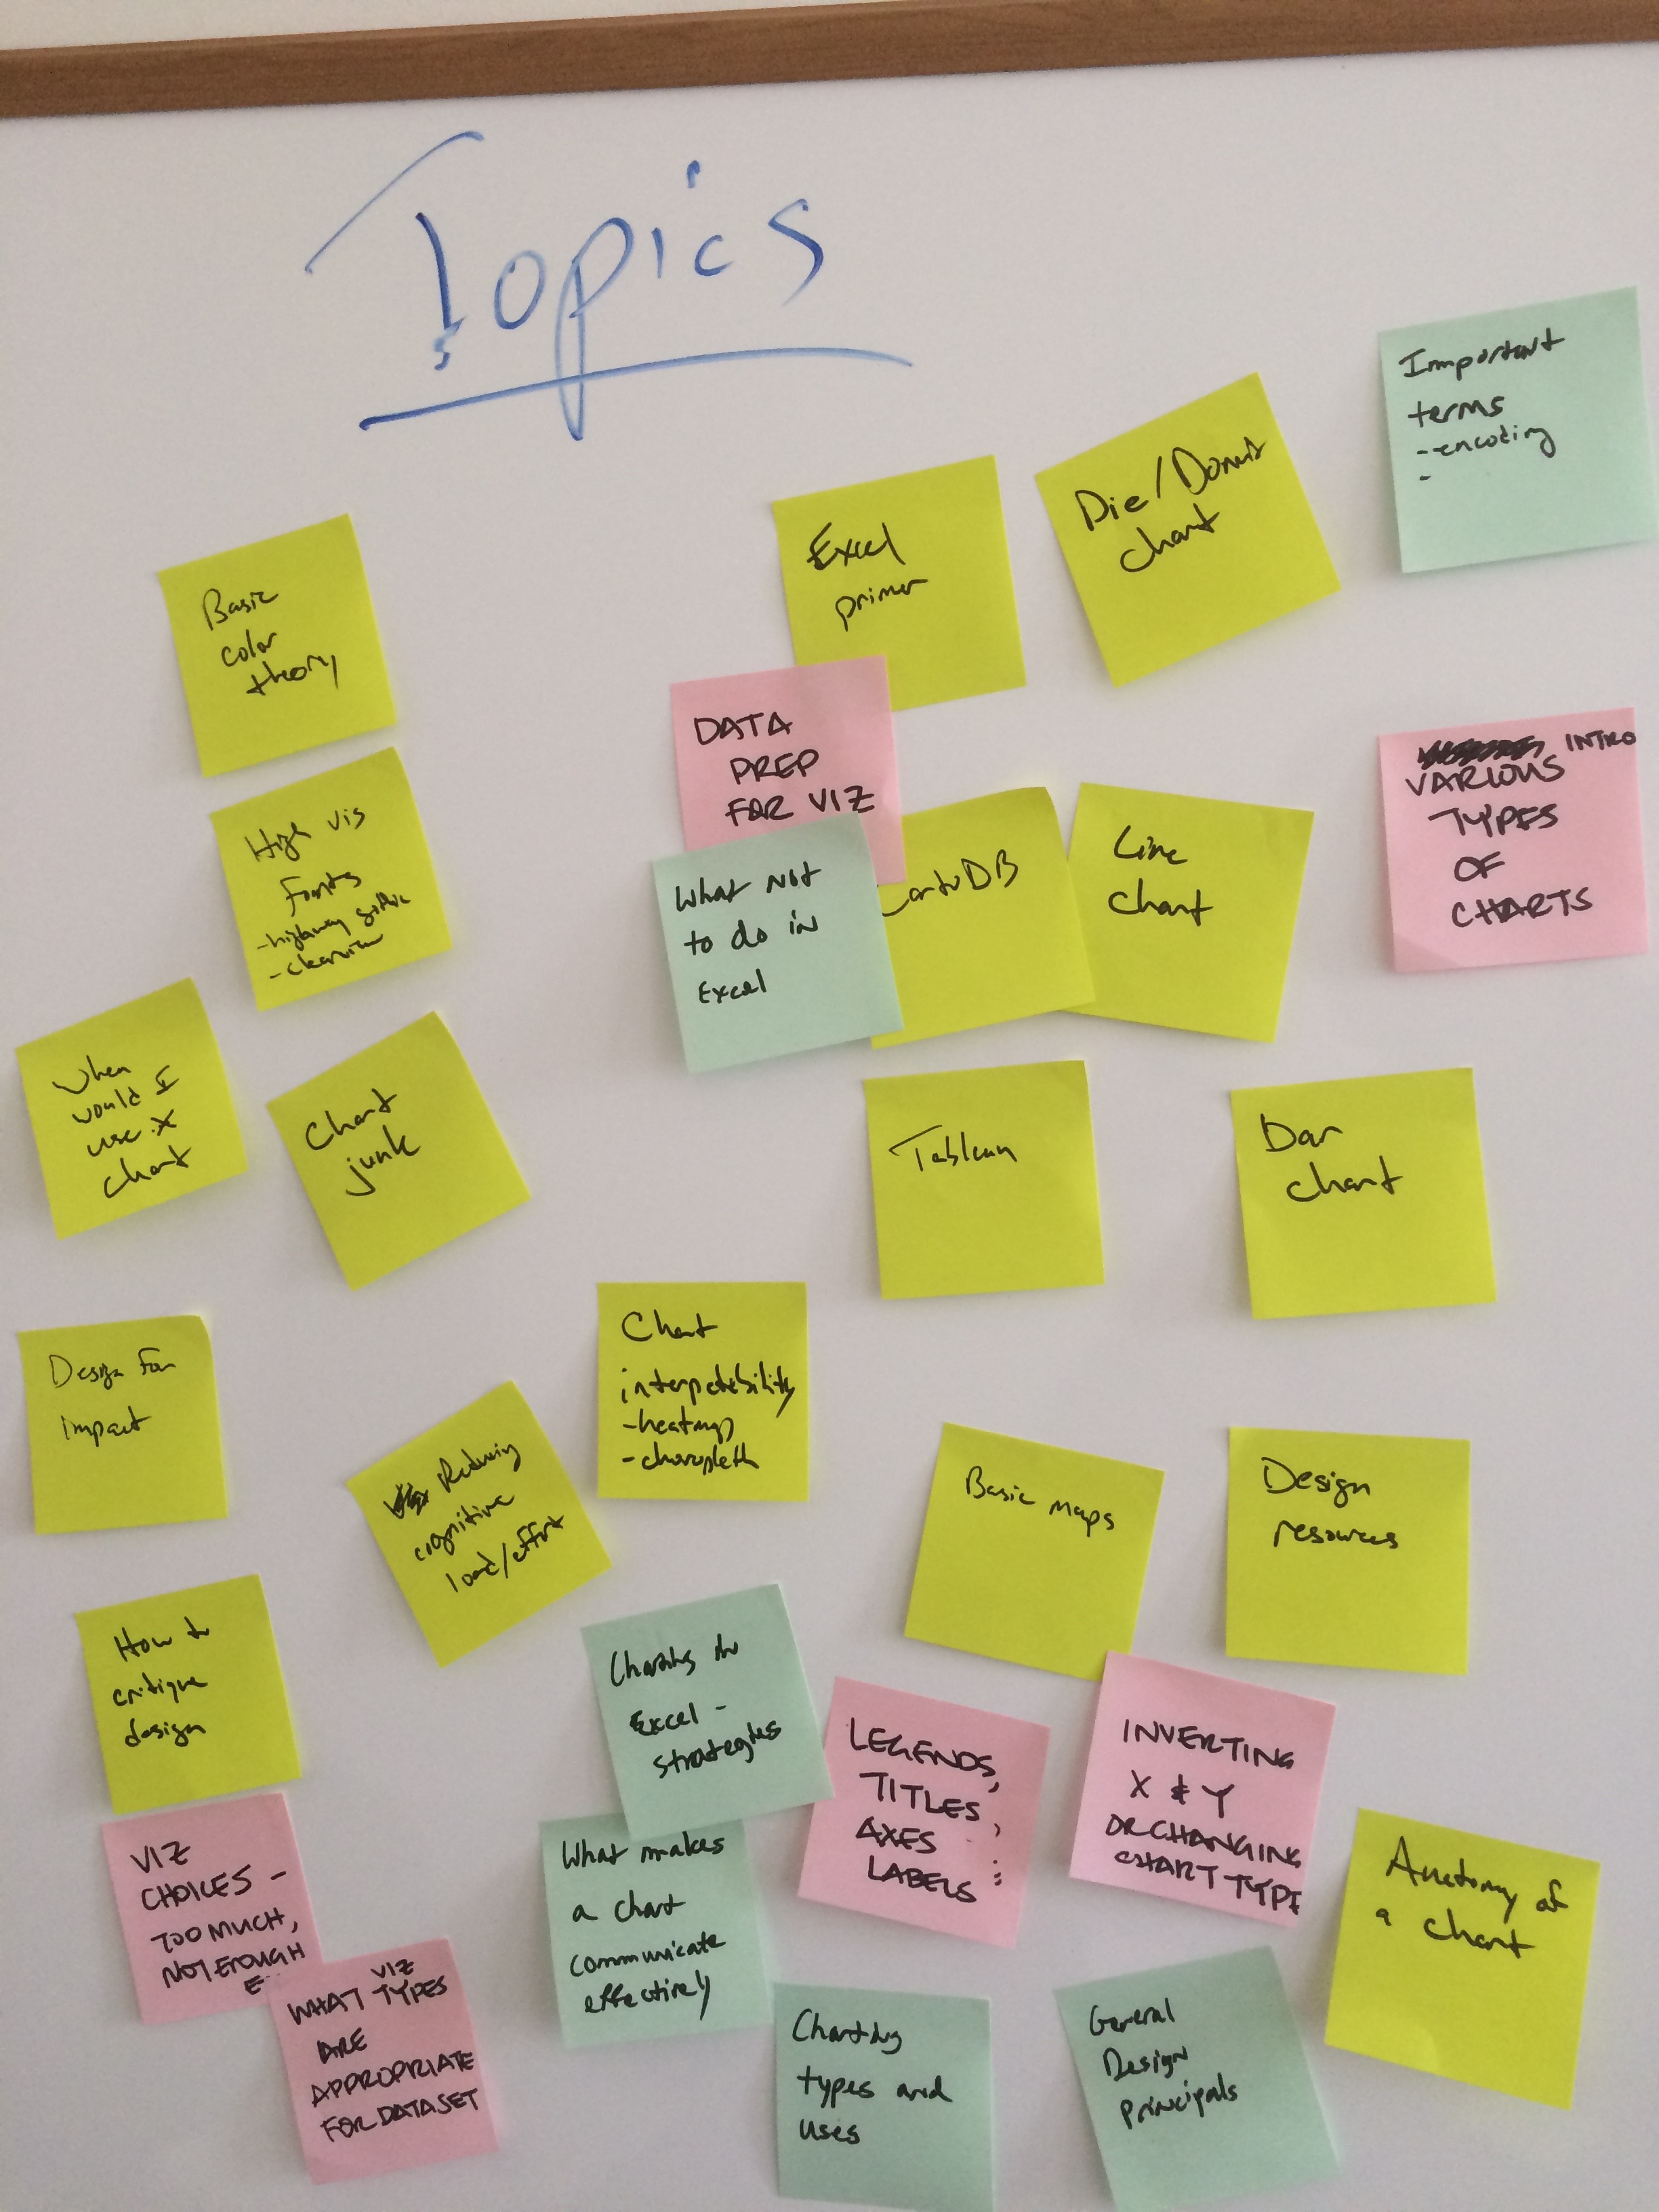 Topics
Important
terms
-encoding
-
Excel
primer
Pie/Donut
chart
Basic
color
theory
DATA
PREP
FOR VIZ
INTRO
VARIOUS
TYPES
OF
CHARTS
High vis
fonts
-highway gothic
-clearview
What not
to do in
Excel
CartoDB
Line
chart
When
would I
use X
chart
Chart
junk
Tableau
Bar
chart
Design for
impact
Chart
interpetibility
-heatmap
-choropleth
Reducing
cognitive
load/effort
Basic maps
Design
resources
How to
critique
design
Charting in
Excel -
strategies
LEGENDS,
TITLES,
AXES
LABELS
INVERTING
X & Y
OR CHANGING
CHART TYPE
VIZ
CHOICES -
TOO MUCH,
NOT ENOUGH
What makes
a chart
communicate
effectively
Anatomy of
a chart
VIZ
WHAT TYPES
ARE
APPROPRIATE
FOR DATASET
Charting
types and
uses
General
Design
principals